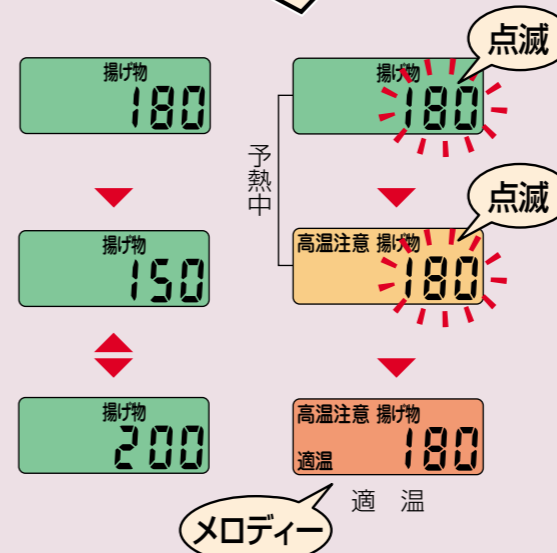 揚げ物
180
揚げ物
150
揚げ物
200
点滅
揚げ物
180
予熱中
点滅
高温注意 揚げ物
180
高温注意 揚げ物
適温 180
適 温
メロディー